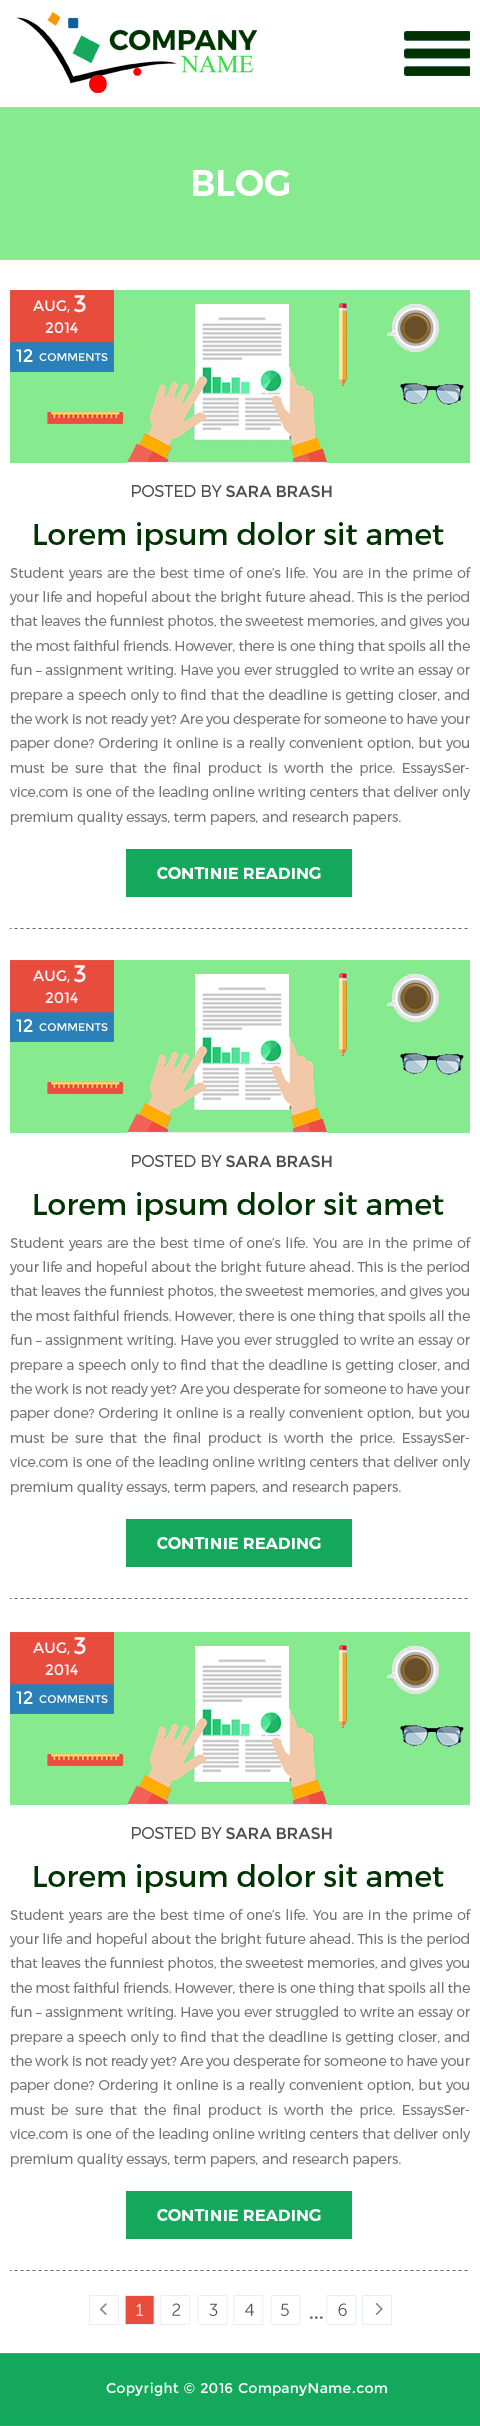 COMPANY
NAME
BLOG
AUG, 3
2014
12 COMMENTS
POSTED BY SARA BRASH
Lorem ipsum dolor sit amet
Student years are the best time of one’s life. You are in the prime of
your life and hopeful about the bright future ahead. This is the period
that leaves the funniest photos, the sweetest memories, and gives you
the most faithful friends. However, there is one thing that spoils all the
fun – assignment writing. Have you ever struggled to write an essay or
prepare a speech only to find that the deadline is getting closer, and
the work is not ready yet? Are you desperate for someone to have your
paper done? Ordering it online is a really convenient option, but you
must be sure that the final product is worth the price. EssaysSer-
vice.com is one of the leading online writing centers that deliver only
premium quality essays, term papers, and research papers.
CONTINIE READING
AUG, 3
2014
12 COMMENTS
POSTED BY SARA BRASH
Lorem ipsum dolor sit amet
Student years are the best time of one’s life. You are in the prime of
your life and hopeful about the bright future ahead. This is the period
that leaves the funniest photos, the sweetest memories, and gives you
the most faithful friends. However, there is one thing that spoils all the
fun – assignment writing. Have you ever struggled to write an essay or
prepare a speech only to find that the deadline is getting closer, and
the work is not ready yet? Are you desperate for someone to have your
paper done? Ordering it online is a really convenient option, but you
must be sure that the final product is worth the price. EssaysSer-
vice.com is one of the leading online writing centers that deliver only
premium quality essays, term papers, and research papers.
CONTINIE READING
AUG, 3
2014
12 COMMENTS
POSTED BY SARA BRASH
Lorem ipsum dolor sit amet
Student years are the best time of one’s life. You are in the prime of
your life and hopeful about the bright future ahead. This is the period
that leaves the funniest photos, the sweetest memories, and gives you
the most faithful friends. However, there is one thing that spoils all the
fun – assignment writing. Have you ever struggled to write an essay or
prepare a speech only to find that the deadline is getting closer, and
the work is not ready yet? Are you desperate for someone to have your
paper done? Ordering it online is a really convenient option, but you
must be sure that the final product is worth the price. EssaysSer-
vice.com is one of the leading online writing centers that deliver only
premium quality essays, term papers, and research papers.
CONTINIE READING
< 1 2 3 4 5 ... 6 >
Copyright © 2016 CompanyName.com